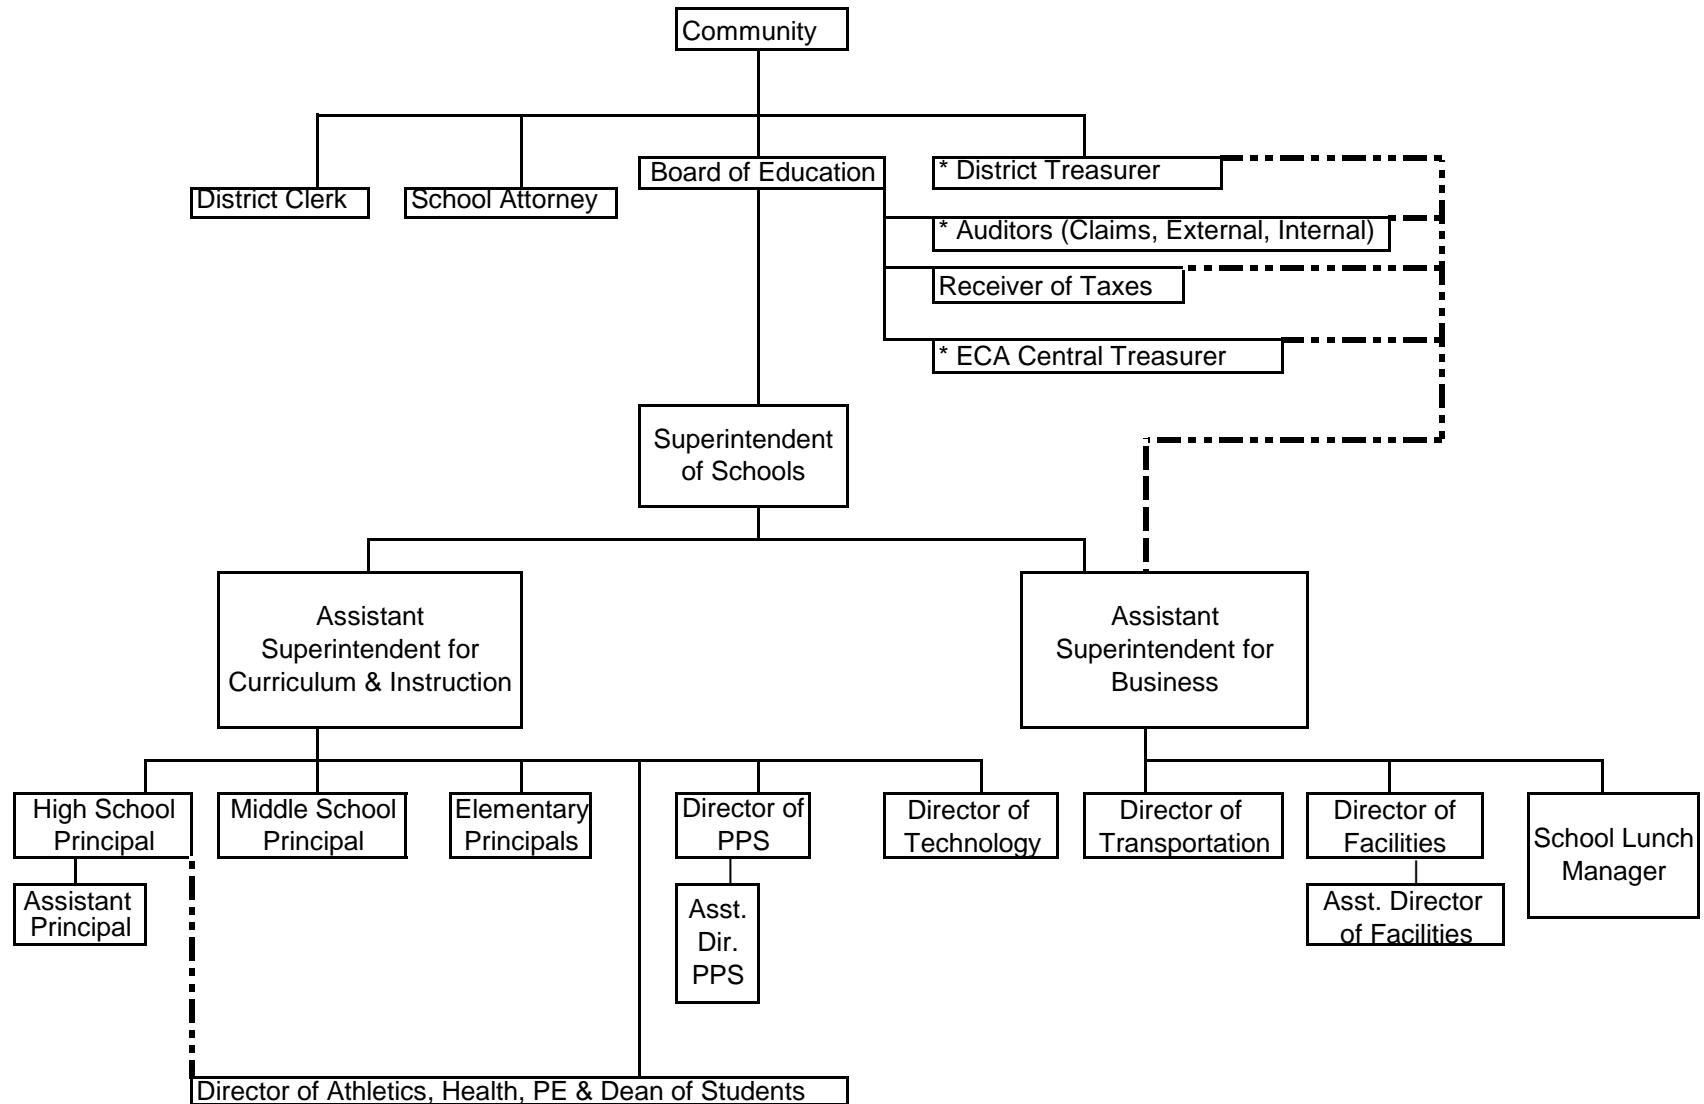 Community
Board of Education
* District Treasurer
District Clerk
School Attorney
* Auditors (Claims, External, Internal)
Receiver of Taxes
* ECA Central Treasurer
Superintendent
of Schools
Assistant
Superintendent for
Curriculum & Instruction
Assistant
Superintendent for
Business
High School
Principal
Middle School
Principal
Elementary
Principals
Director of
PPS
Director of
Technology
Director of
Transportation
Director of
Facilities
School Lunch
Manager
Assistant
Principal
Asst.
Dir.
PPS
Asst. Director
of Facilities
Director of Athletics, Health, PE & Dean of Students